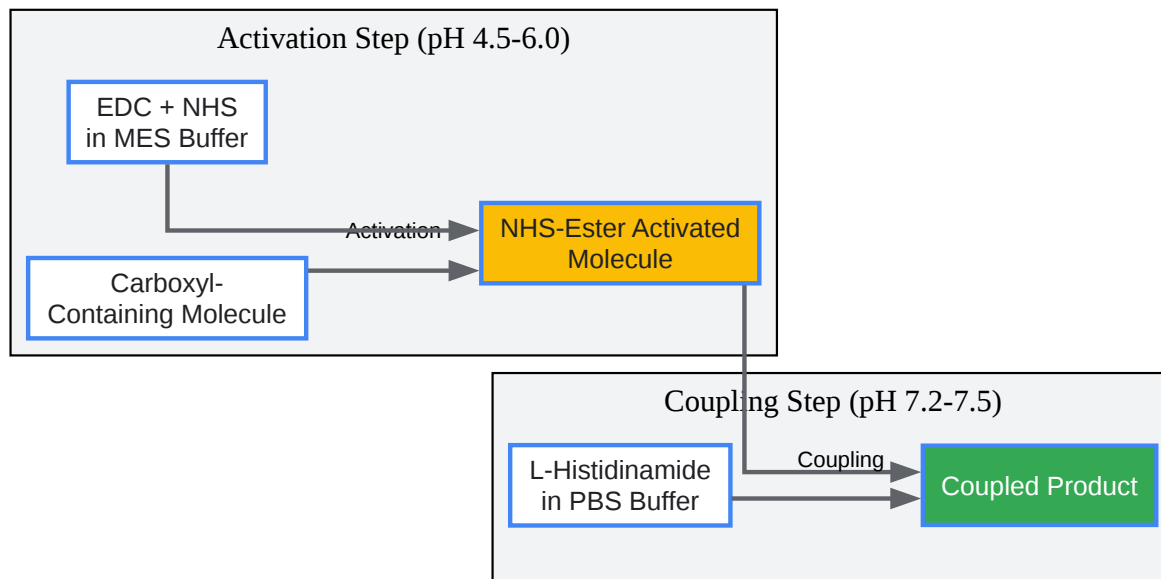 Activation Step (pH 4.5-6.0)
EDC + NHS
in MES Buffer
Activation
NHS-Ester Activated
Molecule
Carboxyl-
Containing Molecule
Coupling Step (pH 7.2-7.5)
L-Histidinamide
in PBS Buffer
Coupling
Coupled Product